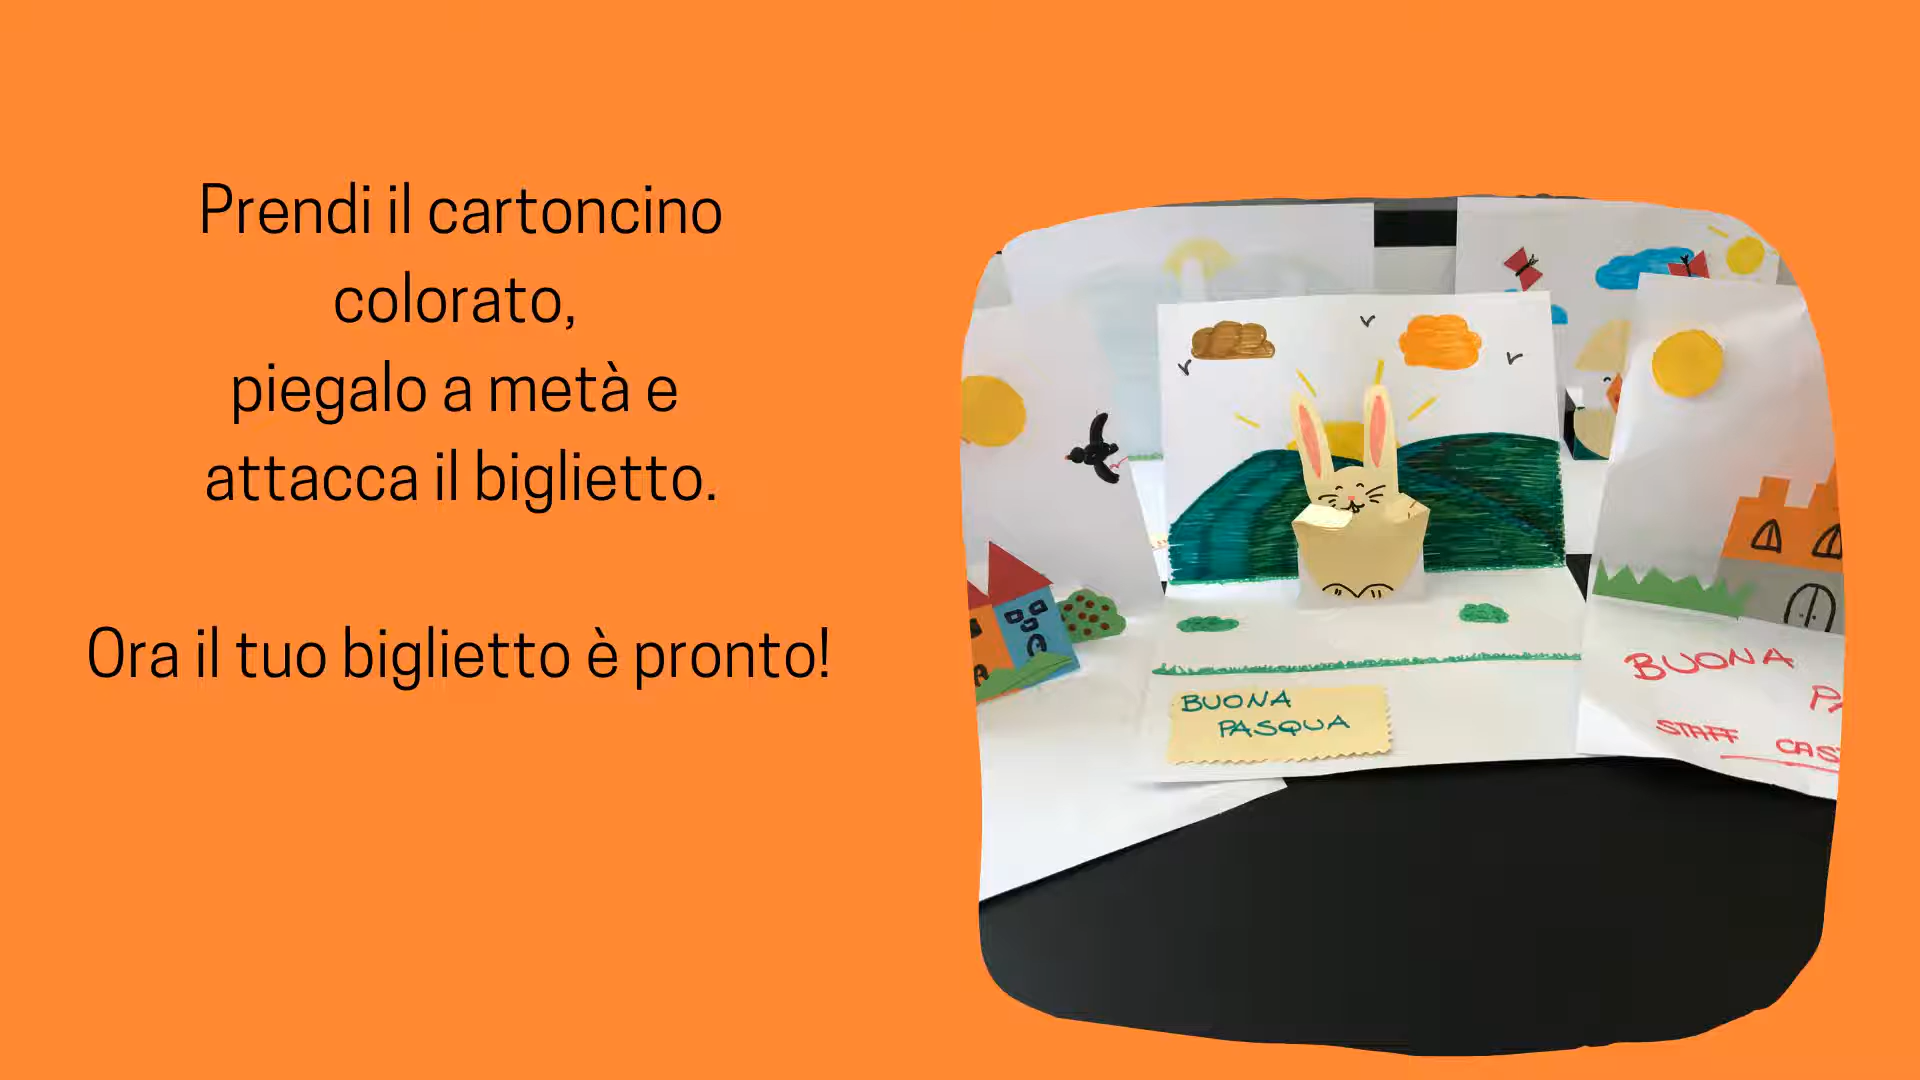 Prendi il cartoncino
colorato,
piegalo a metà e
attacca il biglietto.
Ora il tuo biglietto è pronto!
BUONA
PASQUA
BUONA
STAFF